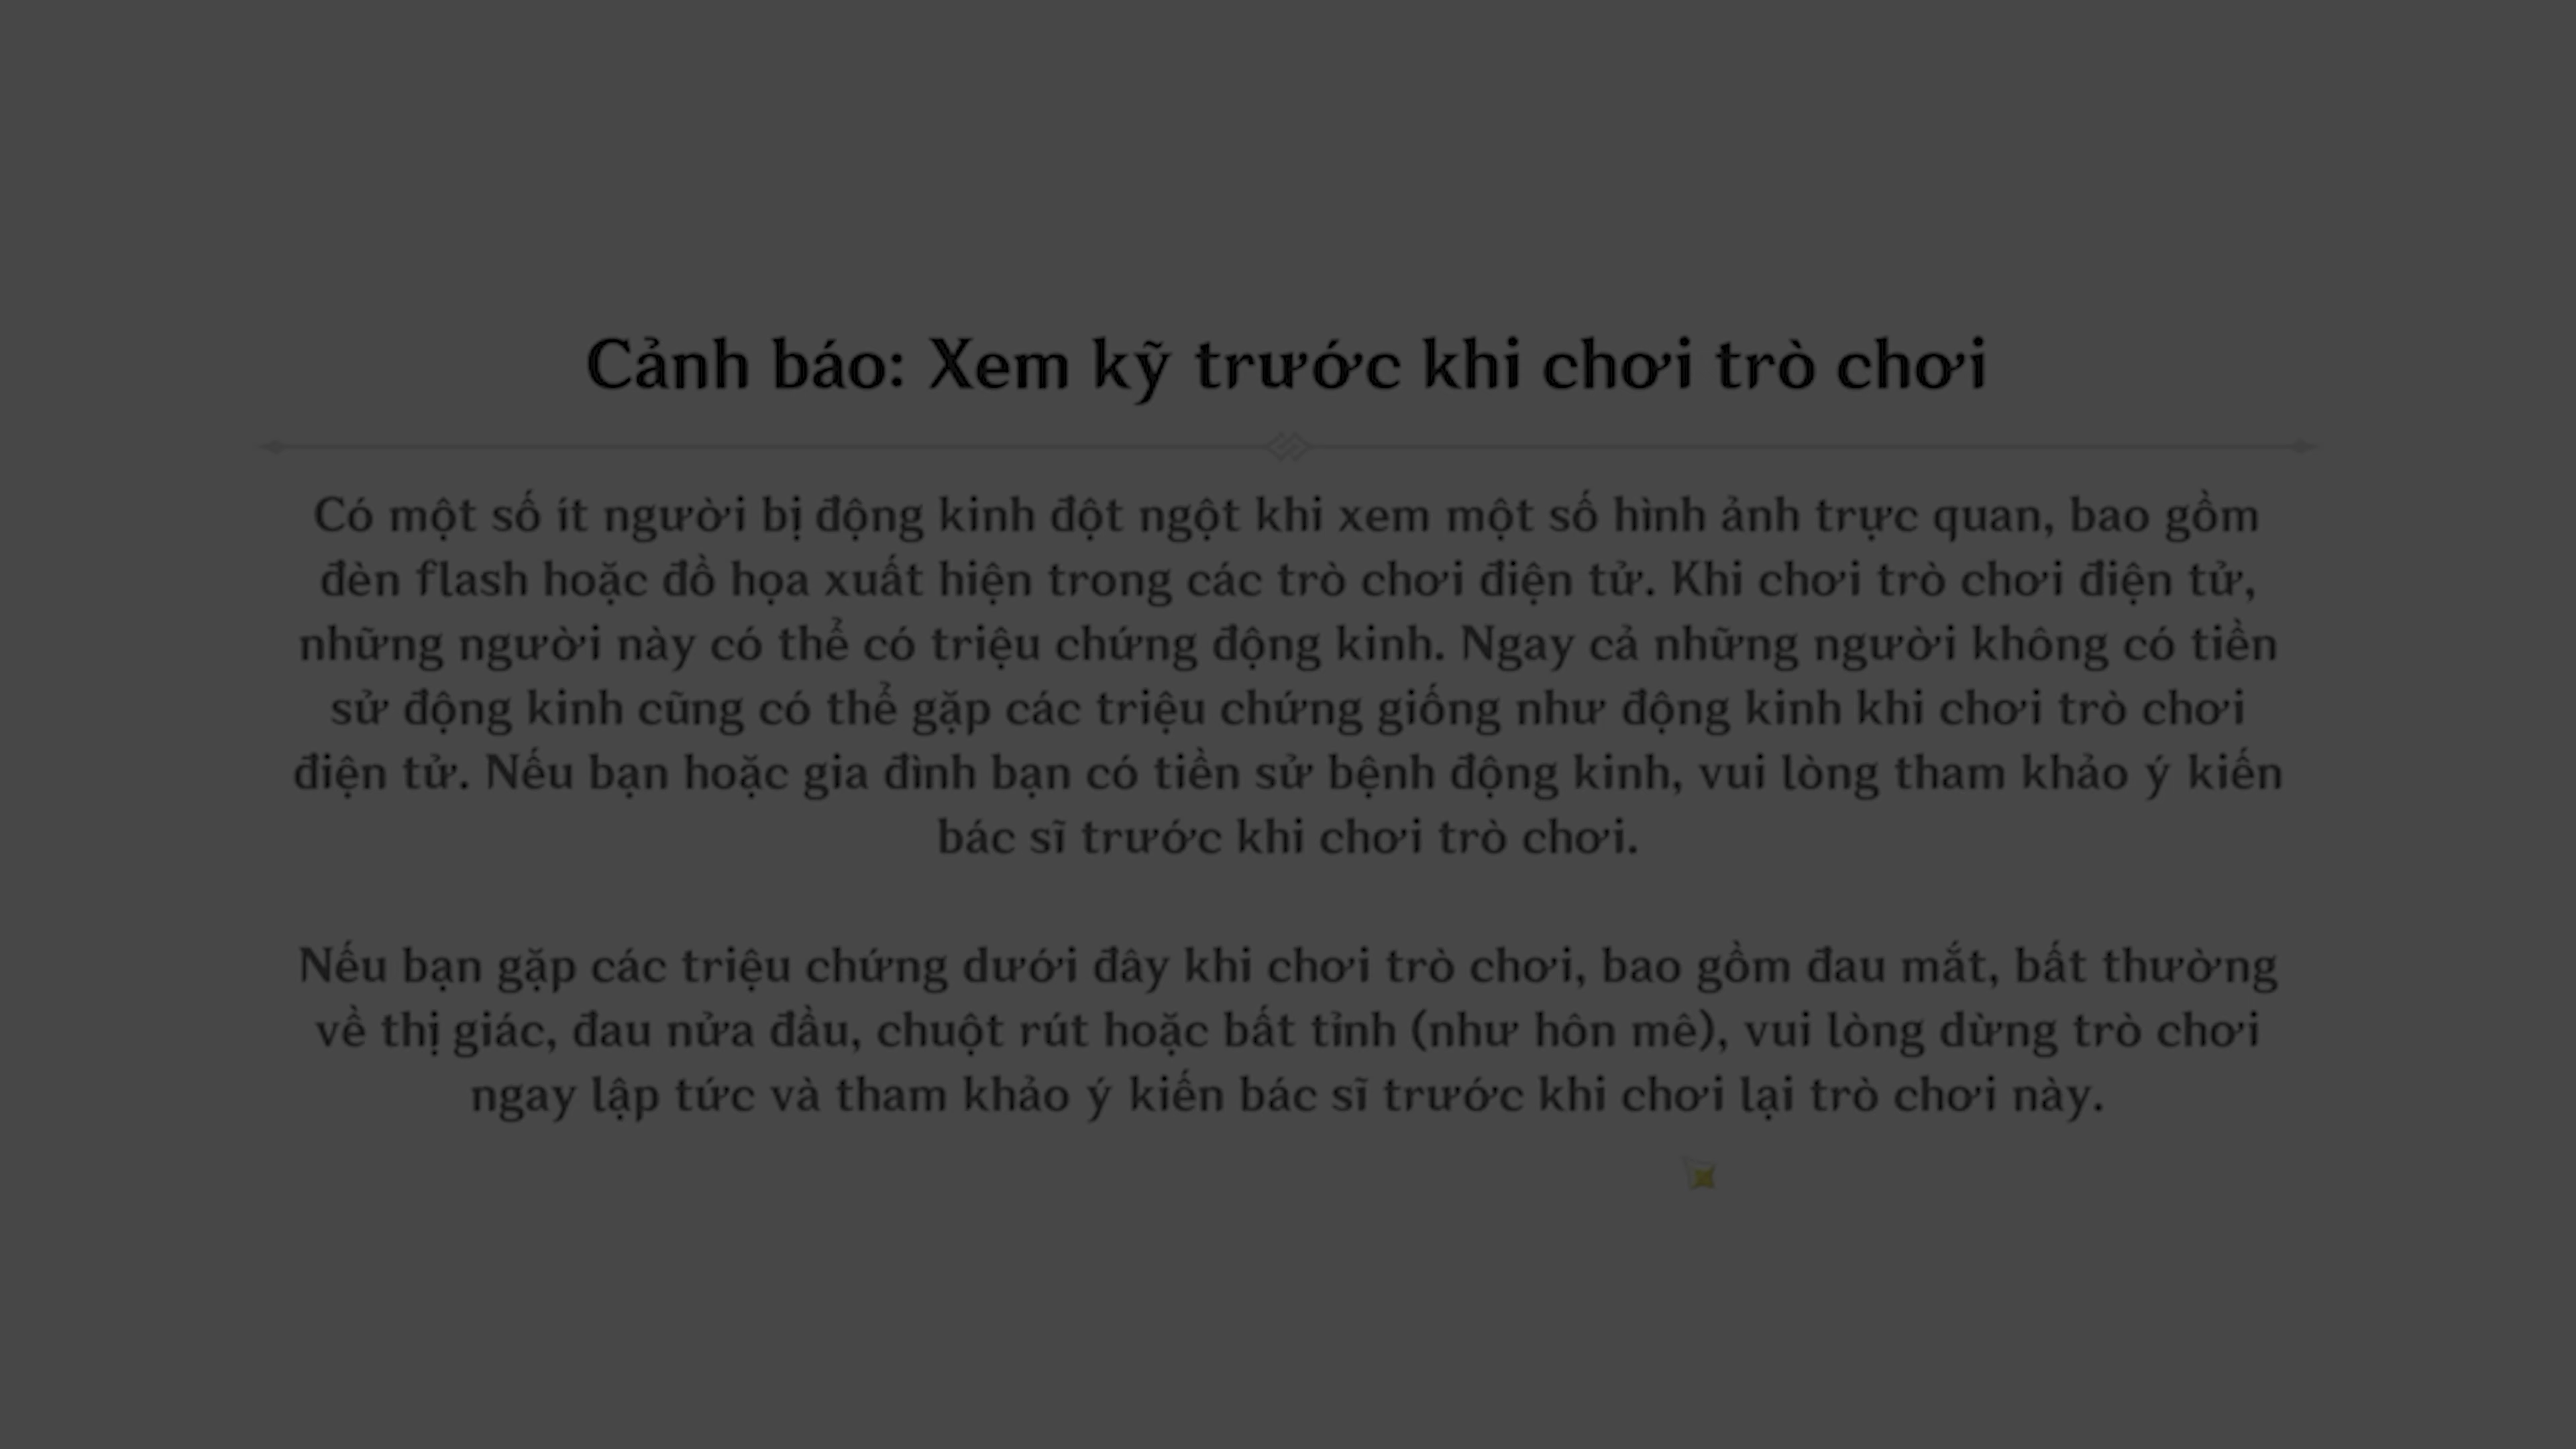 Cảnh báo: Xem kỹ trước khi chơi trò chơi
Có một số ít người bị động kinh đột ngột khi xem một số hình ảnh trực quan, bao gồm
đèn flash hoặc đồ họa xuất hiện trong các trò chơi điện tử. Khi chơi trò chơi điện tử,
những người này có thể có triệu chứng động kinh. Ngay cả những người không có tiền
sử động kinh cũng có thể gặp các triệu chứng giống như động kinh khi chơi trò chơi
điện tử. Nếu bạn hoặc gia đình bạn có tiền sử bệnh động kinh, vui lòng tham khảo ý kiến
bác sĩ trước khi chơi trò chơi.
Nếu bạn gặp các triệu chứng dưới đây khi chơi trò chơi, bao gồm đau mắt, bất thường
về thị giác, đau nửa đầu, chuột rút hoặc bất tỉnh (như hôn mê), vui lòng dừng trò chơi
ngay lập tức và tham khảo ý kiến bác sĩ trước khi chơi lại trò chơi này.